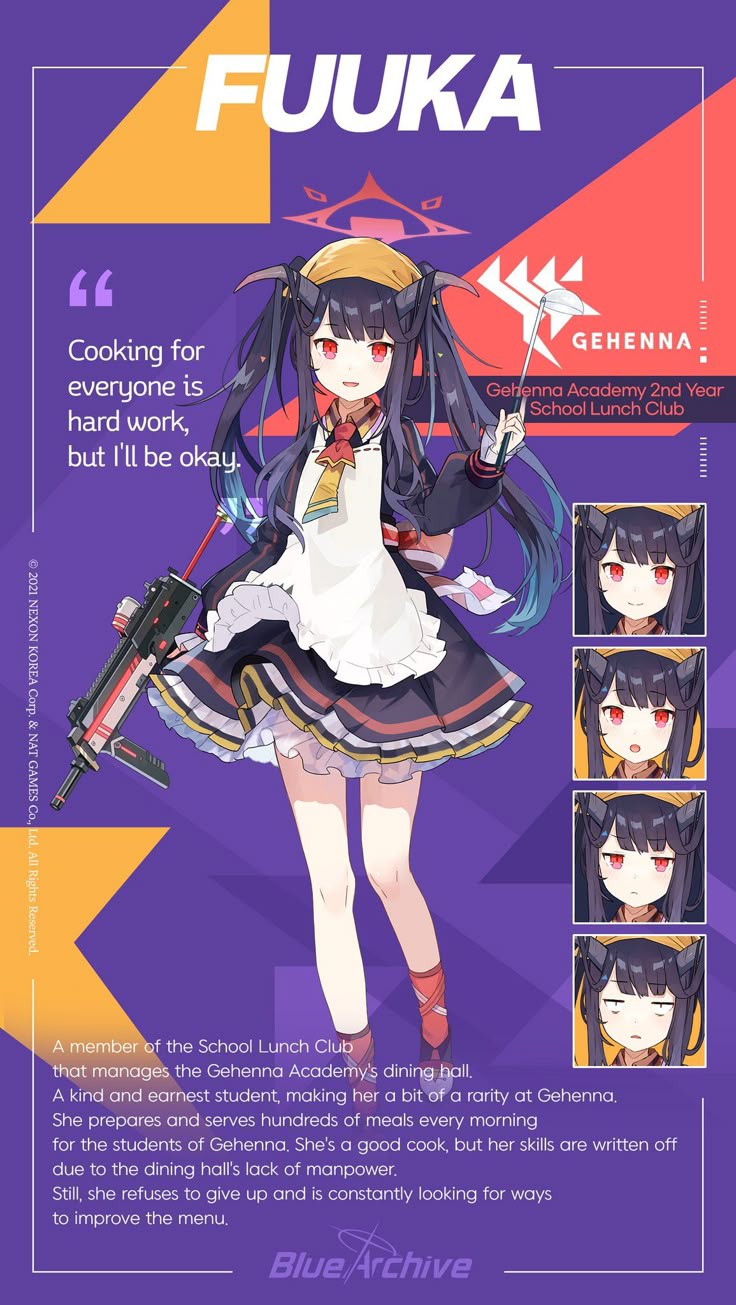 FUUKA
“
Cooking for
everyone is
hard work,
but I'll be okay.
”
GEHENNA
Gehenna Academy 2nd Year
School Lunch Club
© 2021 NEXON KOREA Corp. & NAT GAMES Co., Ltd. All Rights Reserved.
A member of the School Lunch Club
that manages the Gehenna Academy's dining hall.
A kind and earnest student, making her a bit of a rarity at Gehenna.
She prepares and serves hundreds of meals every morning
for the students of Gehenna. She's a good cook, but her skills are written off
due to the dining hall's lack of manpower.
Still, she refuses to give up and is constantly looking for ways
to improve the menu.
Blue Archive